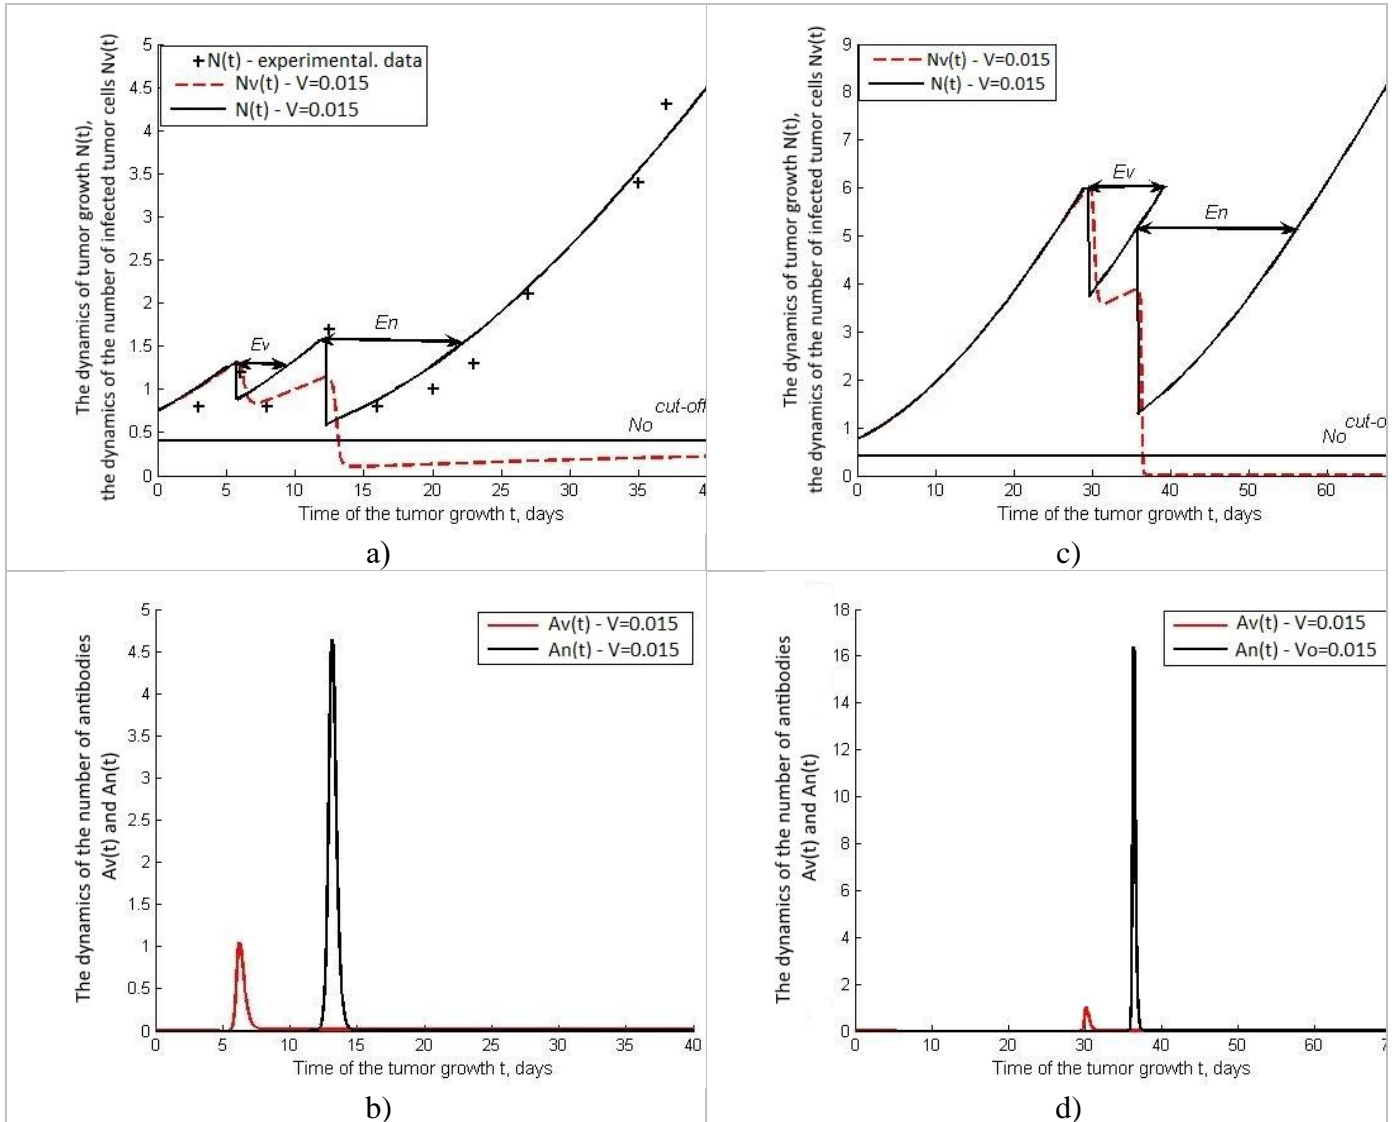 The dynamics of tumor growth N(t),
the dynamics of the number of infected tumor cells Nv(t)
5
4.5
4
3.5
3
2.5
2
1.5
1
0.5
0
N(t) - experimental. data
Nv(t) - V=0.015
N(t) - V=0.015
Ev
En
No cut-off
0 5 10 15 20 25 30 35 4
Time of the tumor growth t, days
a)
The dynamics of tumor growth N(t),
the dynamics of the number of infected tumor cells Nv(t)
9
8
7
6
5
4
3
2
1
0
Nv(t) - V=0.015
N(t) - V=0.015
Ev
En
No cut-o
0 10 20 30 40 50 60
Time of the tumor growth t, days
c)
The dynamics of the number of antibodies
Av(t) and An(t)
5
4.5
4
3.5
3
2.5
2
1.5
1
0.5
0
Av(t) - V=0.015
An(t) - V=0.015
0 5 10 15 20 25 30 35 40
Time of the tumor growth t, days
b)
The dynamics of the number of antibodies
Av(t) and An(t)
18
16
14
12
10
8
6
4
2
0
Av(t) - V=0.015
An(t) - Vo=0.015
0 10 20 30 40 50 60 7
Time of the tumor growth t, days
d)